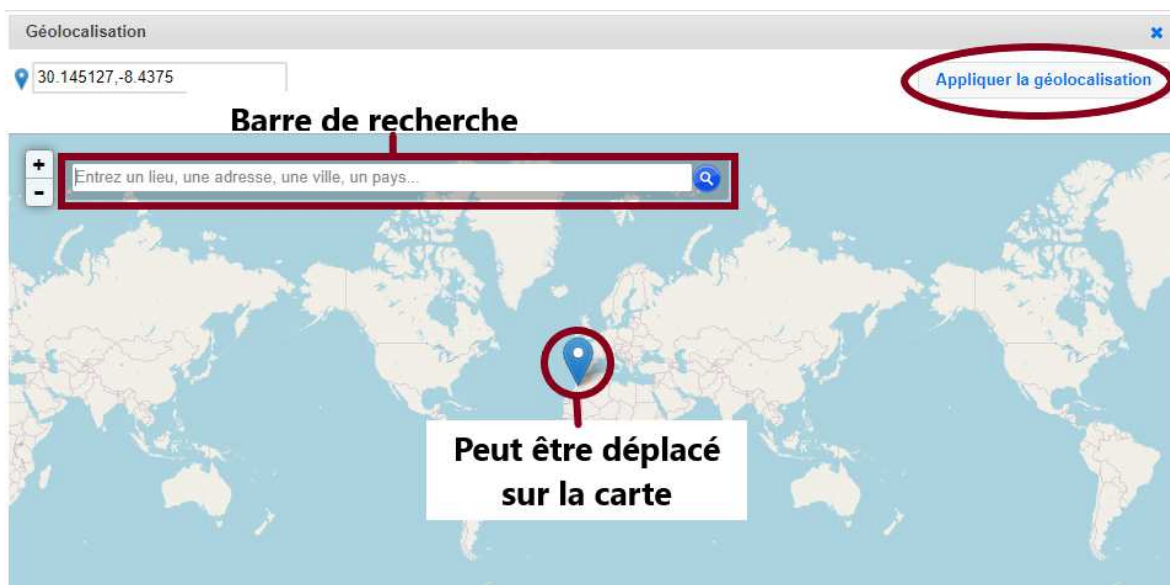 Géolocalisation
30.145127,-8.4375
Appliquer la géolocalisation
Barre de recherche
+
-
Entrez un lieu, une adresse, une ville, un pays...
Peut être déplacé
sur la carte